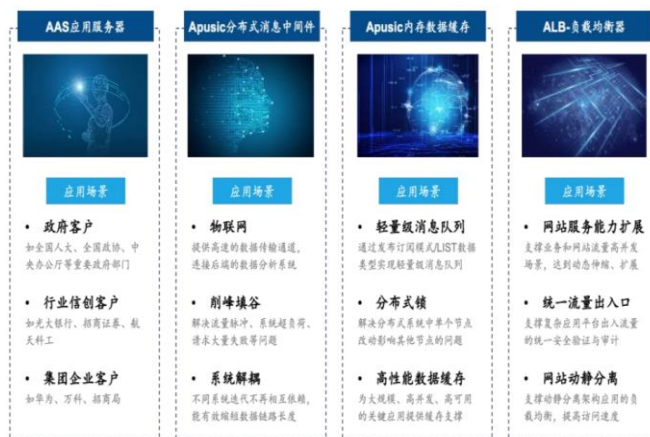 AAS应用服务器
应用场景
• 政府客户
如全国人大、全国政协、中
央办公厅等重要政府部门
• 行业信创客户
如光大银行、招商证券、航
天科工
• 集团企业客户
如华为、万科、招商局
Apusic分布式消息中间件
应用场景
• 物联网
提供高速的数据传输通道，
连接后端的数据分析系统
• 削峰填谷
解决流量脉冲、系统超负荷、
请求大量失败等问题
• 系统解耦
不同系统迭代不再相互依赖，
能有效缩短数据链路长度
Apusic内存数据缓存
应用场景
• 轻量级消息队列
通过发布订阅模式/LIST数据
类型实现轻量级消息队列
• 分布式锁
解决分布式系统中单个节点
改动影响其他节点的问题
• 高性能数据缓存
为大规模、高并发、高可用
的关键应用提供缓存支撑
ALB-负载均衡器
应用场景
• 网站服务能力扩展
支撑业务和网站流量高并发
场景，达到动态伸缩、扩展
• 统一流量出入口
支撑复杂应用平台出入流量
的统一安全验证与审计
• 网站动静分离
支撑动静分离架构应用的负
载均衡，提高访问速度